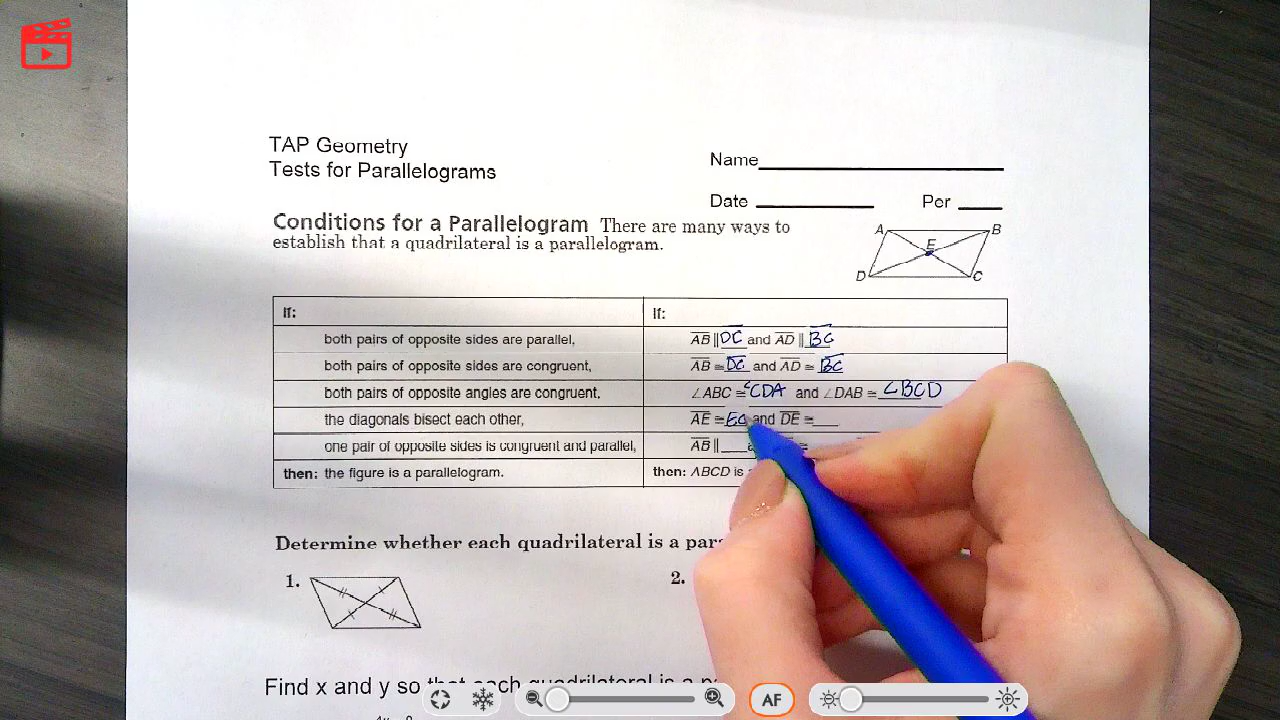 TAP Geometry
Tests for Parallelograms
Name
Date Per
Conditions for a Parallelogram There are many ways to
establish that a quadrilateral is a parallelogram.
A B
E
D C
If: If:
both pairs of opposite sides are parallel, AB ∥ DC and AD ∥ BC
both pairs of opposite sides are congruent, AB ≅ DC and AD ≅ BC
both pairs of opposite angles are congruent, ∠ABC ≅ ∠CDA and ∠DAB ≅ ∠BCD
the diagonals bisect each other, AE ≅ EC and DE ≅
one pair of opposite sides is congruent and parallel, AB ∥
then: the figure is a parallelogram. then: ABCD is
Determine whether each quadrilateral is a
1. 2.
Find x and y so that each quadrilateral is a
AF